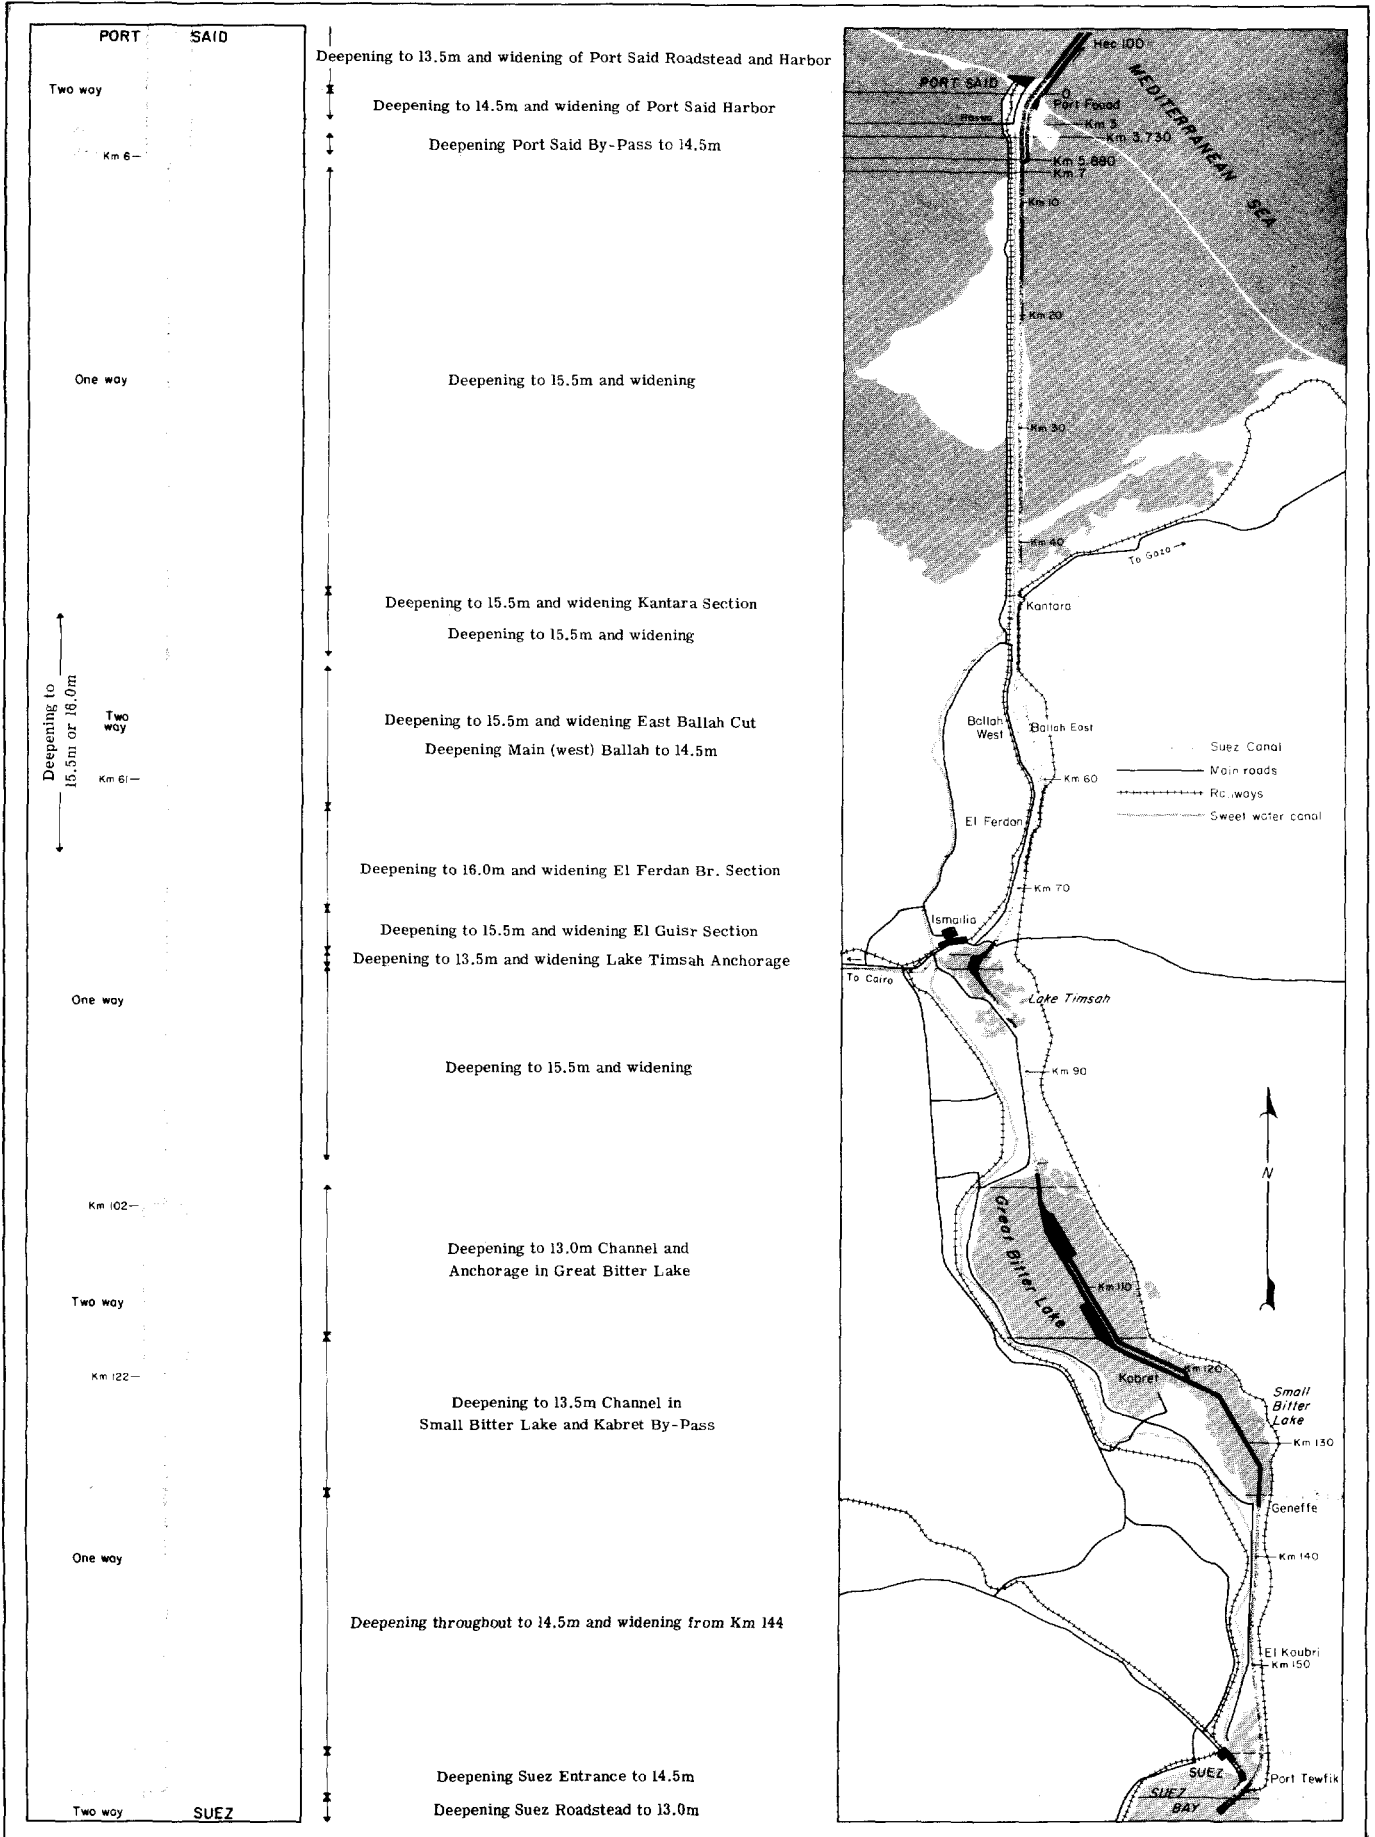 PORT SAID
Two way
Km 6
One way
Deepening to
15.5m or 16.0m
Two
way
Km 61
One way
Km 102
Two way
Km 122
One way
Two way
SUEZ
Deepening to 13.5m and widening of Port Said Roadstead and Harbor
Deepening to 14.5m and widening of Port Said Harbor
Deepening Port Said By-Pass to 14.5m
Deepening to 15.5m and widening
Deepening to 15.5m and widening Kantara Section
Deepening to 15.5m and widening
Deepening to 15.5m and widening East Ballah Cut
Deepening Main (west) Ballah to 14.5m
Deepening to 16.0m and widening El Ferdan Br. Section
Deepening to 15.5m and widening El Guisr Section
Deepening to 13.5m and widening Lake Timsah Anchorage
Deepening to 15.5m and widening
Deepening to 13.0m Channel and
Anchorage in Great Bitter Lake
Deepening to 13.5m Channel in
Small Bitter Lake and Kabret By-Pass
Deepening throughout to 14.5m and widening from Km 144
Deepening Suez Entrance to 14.5m
Deepening Suez Roadstead to 13.0m
Hec 100
MEDITERRANEAN SEA
PORT SAID
0
Port Fouad
Km 3
Km 3.730
Km 5.880
Km 7
Km 10
Km 20
Km 30
Km 40
To Gaza
Kantara
Ballah
West
Ballah East
Suez Canal
Main roads
Railways
Sweet water canal
Km 60
El Ferdan
Km 70
Ismailia
To Cairo
Lake Timsah
Km 90
N
Great Bitter Lake
Km 110
Km 120
Kabret
Small
Bitter
Lake
Km 130
Geneffe
Km 140
El Koubri
Km 150
SUEZ
Port Tewfik
SUEZ
BAY